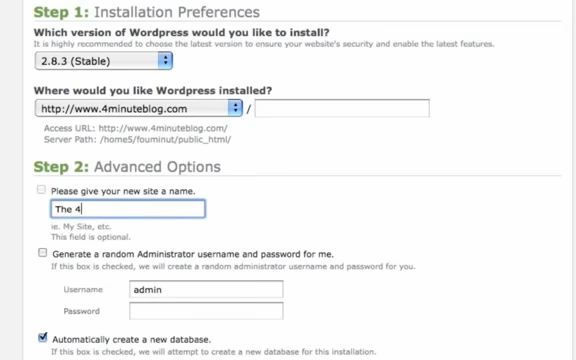 Step 1: Installation Preferences
Which version of Wordpress would you like to install?
It is highly recommended to choose the latest version to ensure your website's security and enable the latest features.
2.8.3 (Stable)
Where would you like Wordpress installed?
http://www.4minuteblog.com /
Access URL: http://www.4minuteblog.com/
Server Path: /home5/fouminut/public_html/
Step 2: Advanced Options
Please give your new site a name.
The 4
ie. My Site, etc.
This field is optional.
Generate a random Administrator username and password for me.
If this box is checked, we will create a random administrator username and password for you.
Username admin
Password
Automatically create a new database.
If this box is checked, we will attempt to create a new database for this installation.